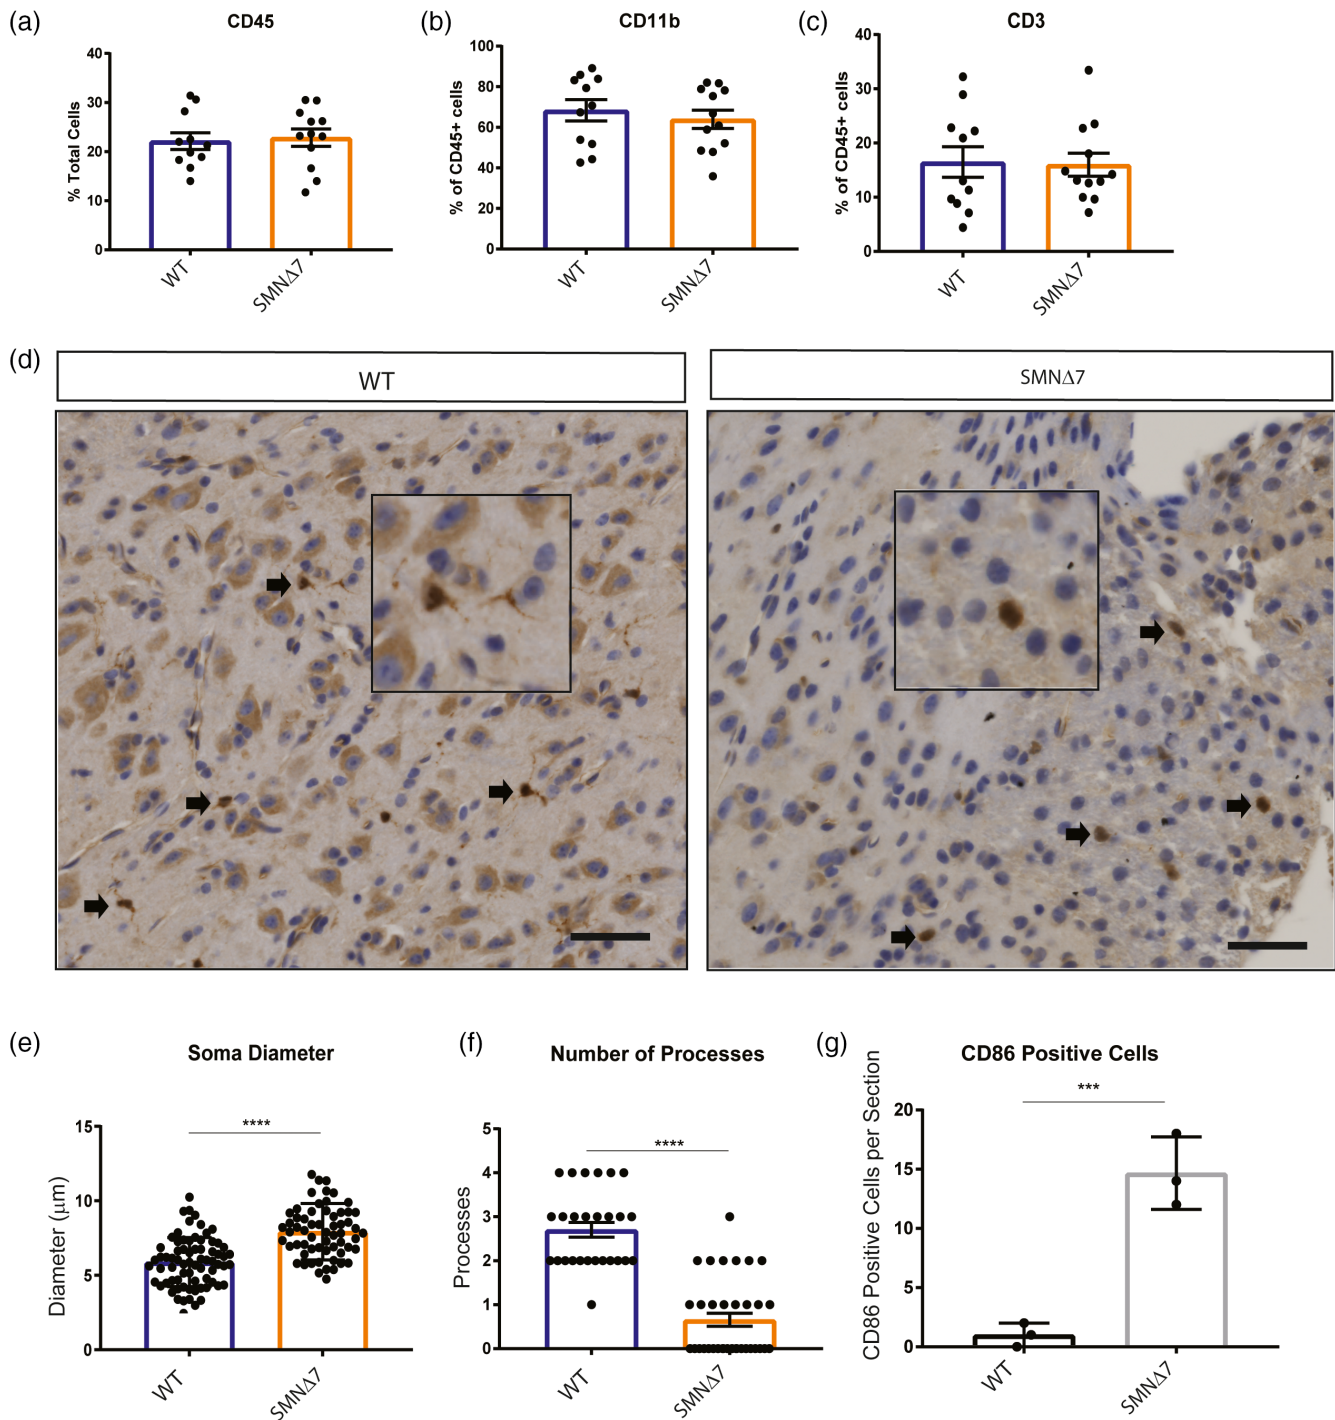 (a)
CD45
% Total Cells
40
30
20
10
0
WT
SMNΔ7
(b)
CD11b
% of CD45+ cells
100
80
60
40
20
0
WT
SMNΔ7
(c)
CD3
% of CD45+ cells
40
30
20
10
0
WT
SMNΔ7
(d)
WT
SMNΔ7
(e)
Soma Diameter
Diameter (μm)
15
10
5
0
****
WT
SMNΔ7
(f)
Number of Processes
Processes
5
4
3
2
1
0
****
WT
SMNΔ7
(g)
CD86 Positive Cells
CD86 Positive Cells per Section
20
15
10
5
0
***
WT
SMNΔ7